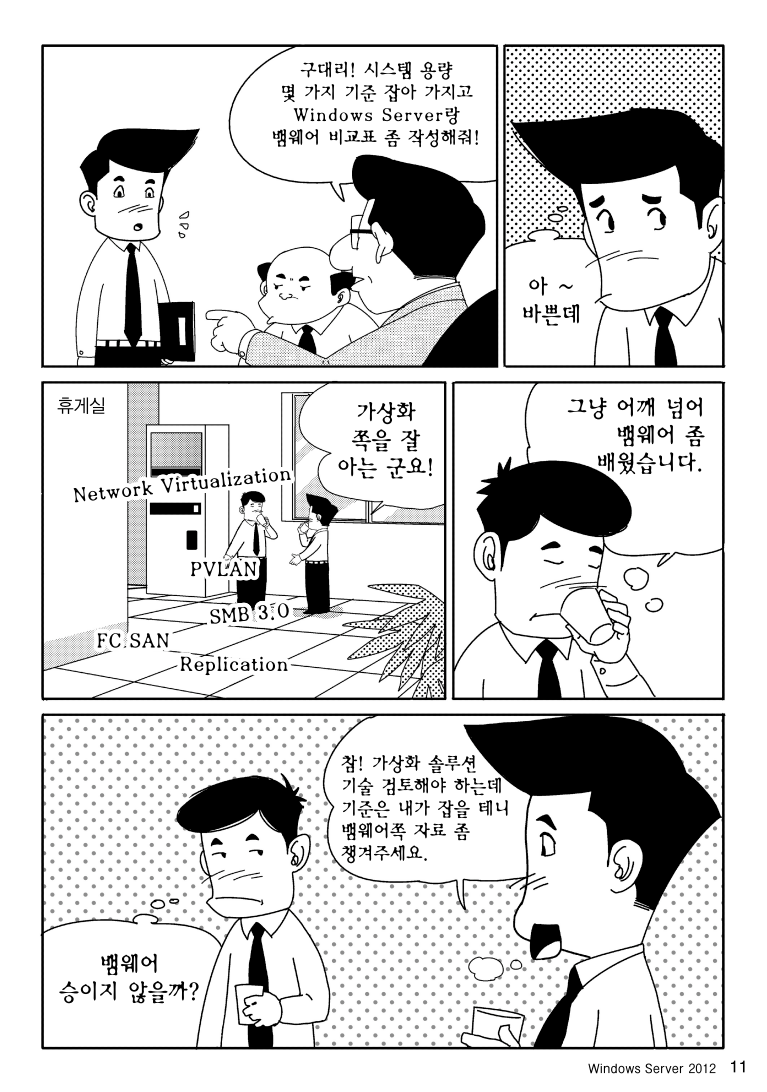 구대리! 시스템 용량
몇 가지 기준 잡아 가지고
Windows Server랑
뱀웨어 비교표 좀 작성해줘!
아 ~
바쁜데
휴게실
가상화
쪽을 잘
아는 군요!
Network Virtualization
PVLAN
SMB 3.0
FC SAN
Replication
그냥 어깨 넘어
뱀웨어 좀
배웠습니다.
참! 가상화 솔루션
기술 검토해야 하는데
기준은 내가 잡을 테니
뱀웨어쪽 자료 좀
챙겨주세요.
뱀웨어
승이지 않을까?
Windows Server 2012 11